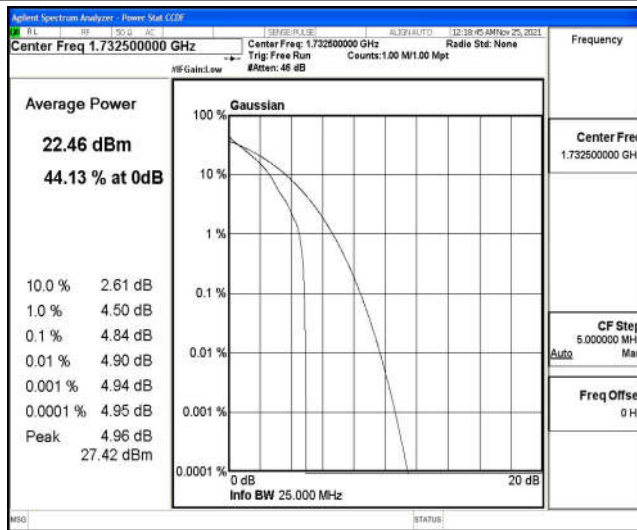 Agilent Spectrum Analyzer - Power Stat CCDF
RL RF 50 Ω AC SENSE:PULSE ALIGNAUTO 12:18:45 AM Nov 25, 2021
Center Freq 1.732500000 GHz
Center Freq: 1.732500000 GHz Radio Std: None
Trig: Free Run Counts:1.00 M/1.00 Mpt
#IFGain:Low #Atten: 46 dB
Frequency
Average Power
22.46 dBm
44.13 % at 0dB
10.0 % 2.61 dB
1.0 % 4.50 dB
0.1 % 4.84 dB
0.01 % 4.90 dB
0.001 % 4.94 dB
0.0001 % 4.95 dB
Peak 4.96 dB
27.42 dBm
Gaussian
100 %
10 %
1 %
0.1 %
0.01 %
0.001 %
0.0001 %
0 dB 20 dB
Info BW 25.000 MHz
Center Fre
1.732500000 GH
CF Step
5.000000 MH
Auto Ma
Freq Offse
0 H
MSG STATUS